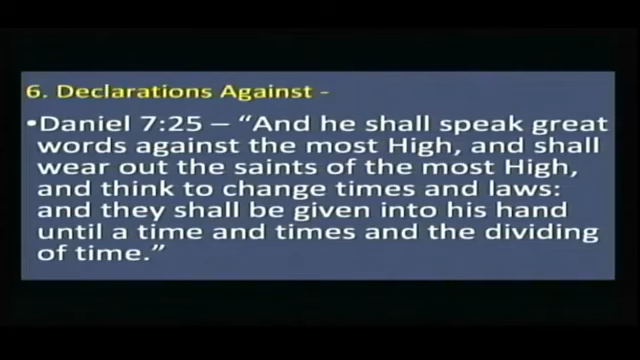 6. Declarations Against -
•Daniel 7:25 – “And he shall speak great
words against the most High, and shall
wear out the saints of the most High,
and think to change times and laws:
and they shall be given into his hand
until a time and times and the dividing
of time.”